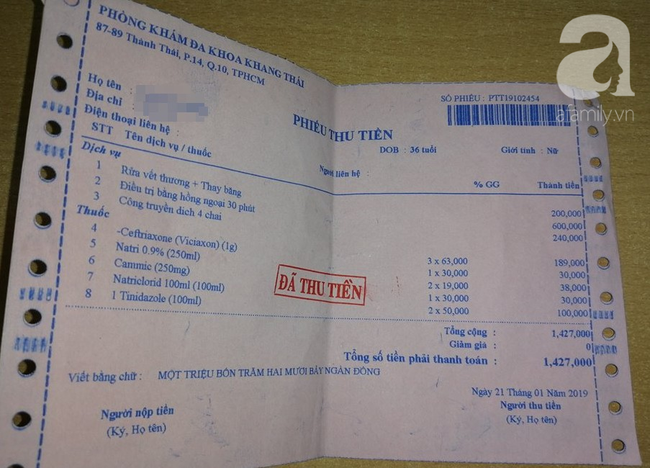 PHÒNG KHÁM ĐA KHOA KHANG THÁI
87-89 Thành Thái, P.14, Q.10, TPHCM
a
afamily.vn
SỐ PHIẾU : PTT19102454
PHIẾU THU TIỀN
Họ tên :
DOB : 36 tuổi Giới tính : Nữ
Địa chỉ
Điện thoại liên hệ : Người liên hệ :
STT Tên dịch vụ / thuốc % GG Thành tiền
Dịch vụ
1 Rửa vết thương + Thay băng 200,000
2 Điều trị bằng hồng ngoại 30 phút 600,000
3 Công truyền dich 4 chai 240,000
Thuốc
4 -Ceftriaxone (Viciaxon) (1g) 3 x 63,000 189,000
5 Natri 0.9% (250ml) 1 x 30,000 30,000
6 Cammic (250mg) 2 x 19,000 38,000
7 Natriclorid 100ml (100ml) 1 x 30,000 30,000
8 1 Tinidazole (100ml) 2 x 50,000 100,000
ĐÃ THU TIỀN
Tổng cộng : 1,427,000
Giảm giá : 0
Tổng số tiền phải thanh toán : 1,427,000
Viết bằng chữ : MỘT TRIỆU BỐN TRĂM HAI MƯƠI BẢY NGÀN ĐỒNG
Ngày 21 Tháng 01 Năm 2019
Người nộp tiền Người thu tiền
(Ký, Họ tên) (Ký, Họ tên)